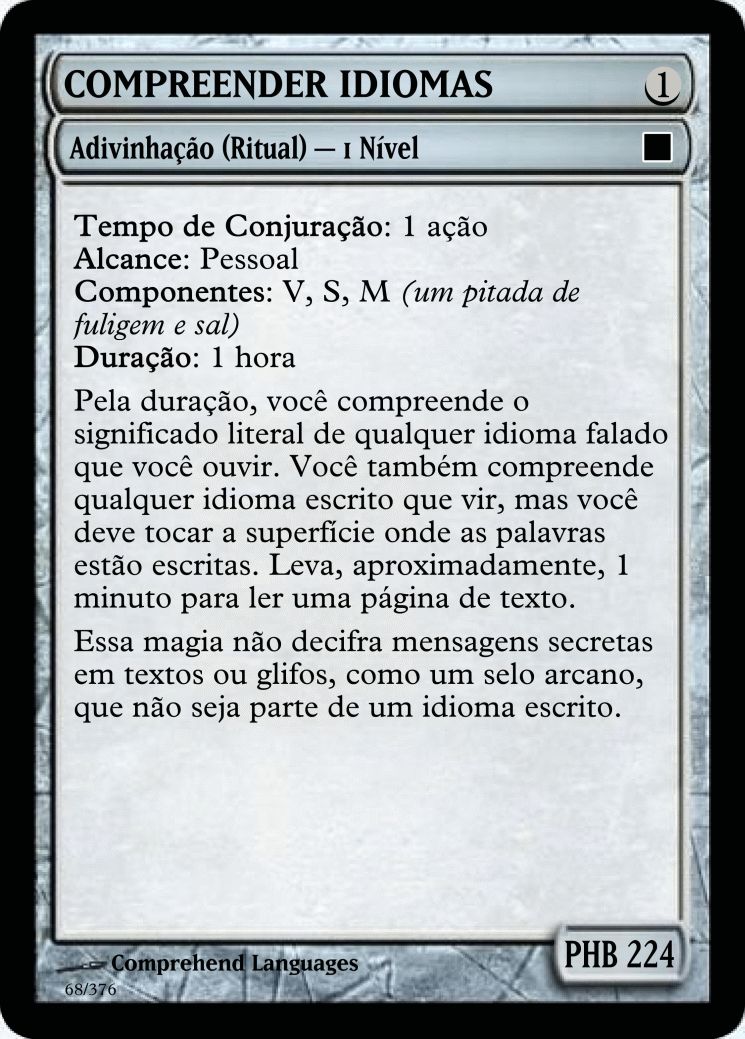 COMPREENDER IDIOMAS 1
Adivinhação (Ritual) – 1 Nível
Tempo de Conjuração: 1 ação
Alcance: Pessoal
Componentes: V, S, M (um pitada de
fuligem e sal)
Duração: 1 hora
Pela duração, você compreende o
significado literal de qualquer idioma falado
que você ouvir. Você também compreende
qualquer idioma escrito que vir, mas você
deve tocar a superfície onde as palavras
estão escritas. Leva, aproximadamente, 1
minuto para ler uma página de texto.
Essa magia não decifra mensagens secretas
em textos ou glifos, como um selo arcano,
que não seja parte de um idioma escrito.
PHB 224
Comprehend Languages
68/376